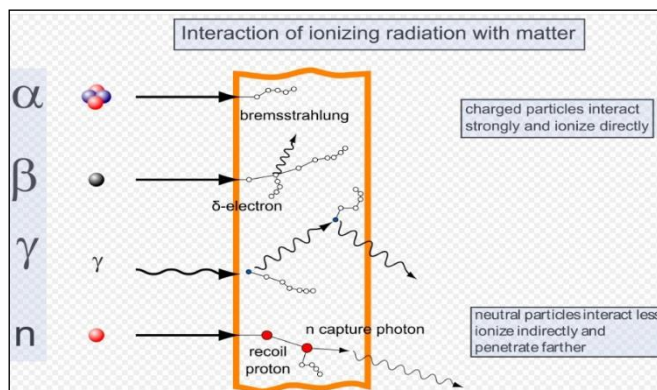 Interaction of ionizing radiation with matter
α
bremsstrahlung
charged particles interact
strongly and ionize directly
β
δ-electron
γ
γ
n
n capture photon
recoil
proton
neutral particles interact less
ionize indirectly and
penetrate farther